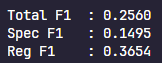 Total F1  : 0.2560
Spec F1   : 0.1495
Reg F1    : 0.3654